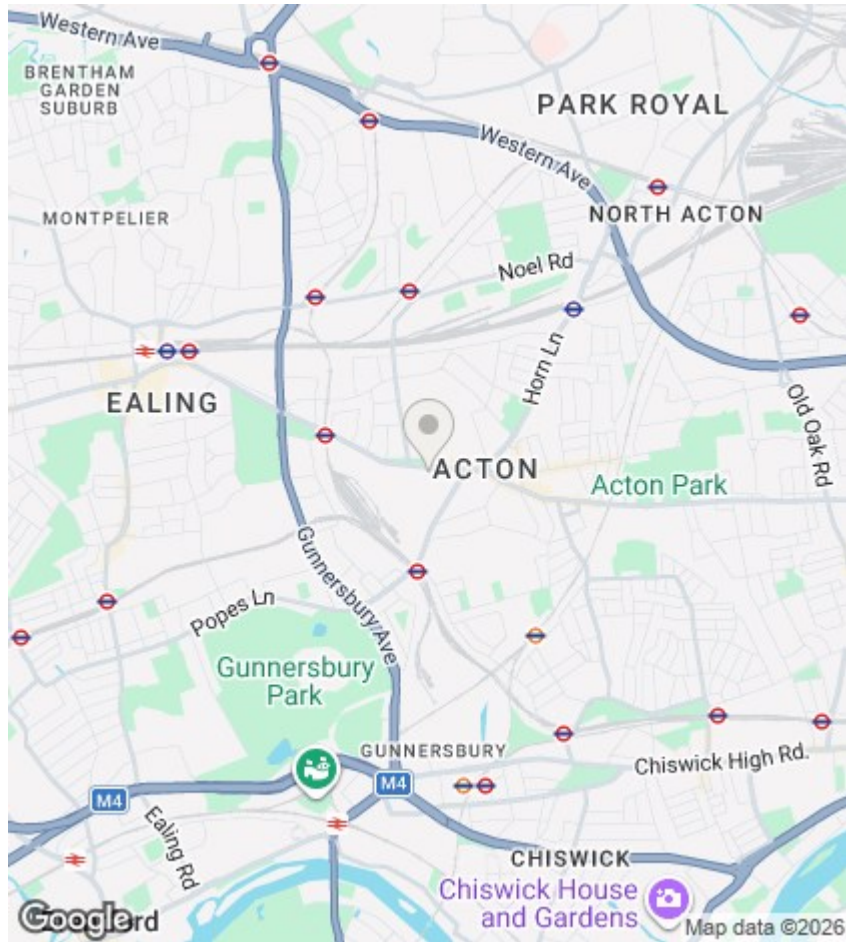 Western Ave
BRENTHAM
GARDEN
SUBURB
PARK ROYAL
Western Ave
MONTPELIER
NORTH ACTON
Noel Rd
Horn Ln
EALING
Old Oak Rd
ACTON
Acton Park
Gunnersbury Ave
Popes Ln
Gunnersbury
Park
GUNNERSBURY
Chiswick High Rd.
M4
M4
Ealing Rd
CHISWICK
Chiswick House
and Gardens
Google
Map data ©2026